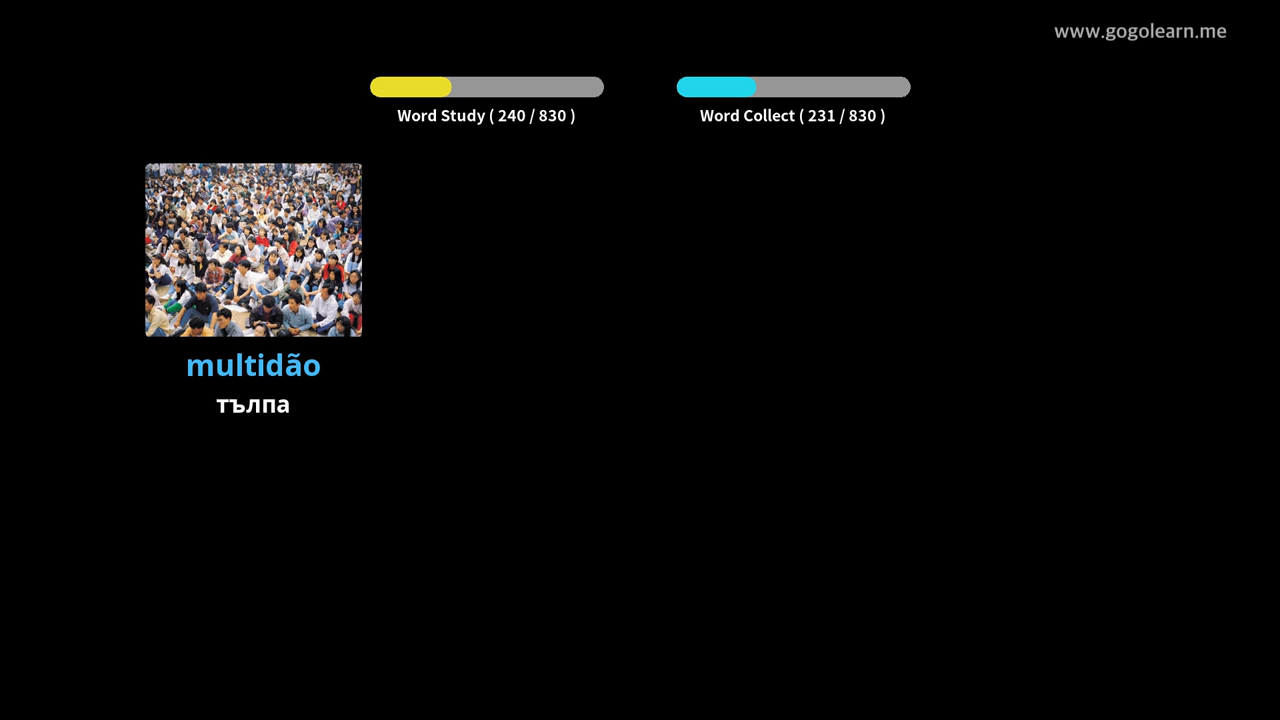 www.gogolearn.me
Word Study ( 240 / 830 )
Word Collect ( 231 / 830 )
multidão
тълпа